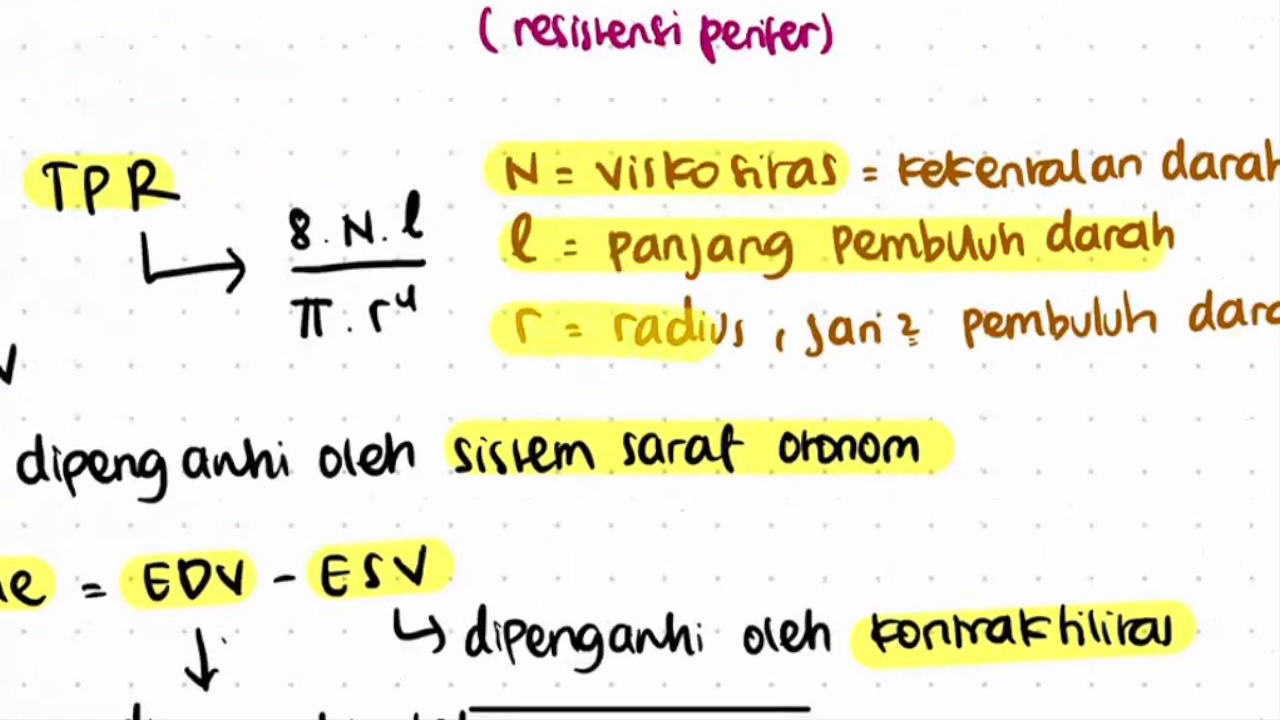 (resistensi perifer)
TPR
8.N.l
π.r⁴
N = viskositas = kekentalan darah
l = panjang pembuluh darah
r = radius, jari² pembuluh
dipengaruhi oleh sistem saraf otonom
= EDV - ESV
↓
↳ dipengaruhi oleh kontraktilitas